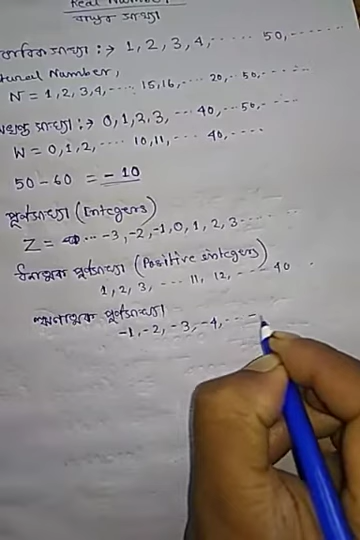 Real Number,
বাস্তৱ সংখ্যা
সংখ্যা :→ 1, 2, 3, 4, ..... 50, .......
Number,
N = 1, 2, 3, 4, ..... 15, 16, ..... 20, .. 50, ......
সংখ্যা :→ 0, 1, 2, 3, .... 40, ... 50, ......
W = 0, 1, 2, ..... 10, 11, ..... 40, .....
50 - 60 = - 10
পূৰ্ণসংখ্যা (Integers)
Z = ... -3, -2, -1, 0, 1, 2, 3 .....
ধনাত্মক পূৰ্ণসংখ্যা (Positive integers)
1, 2, 3, .... 11, 12, .... 40 .
ঋণাত্মক পূৰ্ণসংখ্যা
-1, -2, -3, -4, ... -